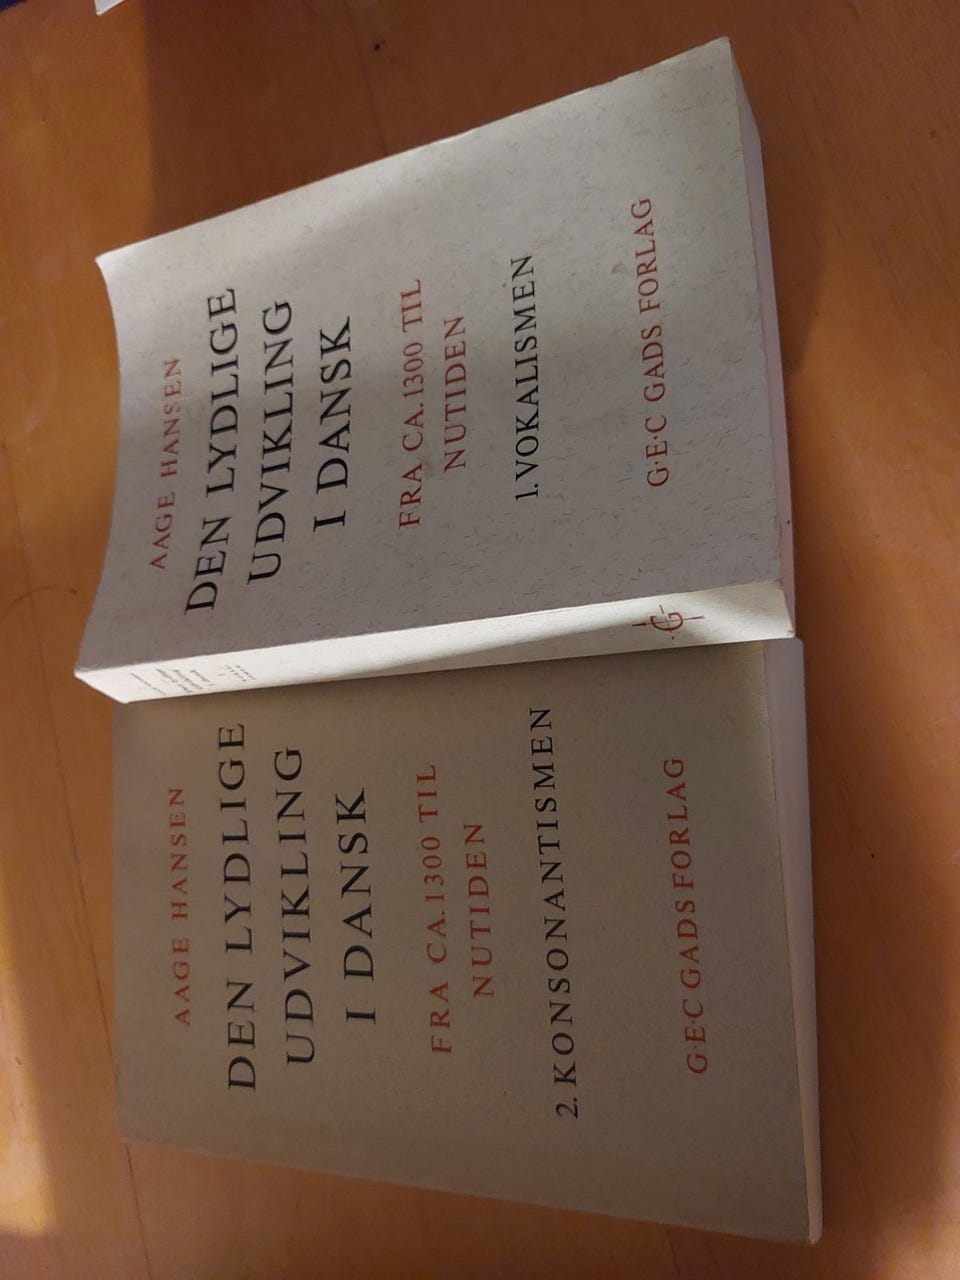 AAGE HANSEN
DEN LYDLIGE
UDVIKLING
I DANSK
FRA CA. 1300 TIL
NUTIDEN
1. VOKALISMEN
G·E·C GADS FORLAG
G
AAGE HANSEN
DEN LYDLIGE
UDVIKLING
I DANSK
FRA CA. 1300 TIL
NUTIDEN
2. KONSONANTISMEN
G·E·C GADS FORLAG